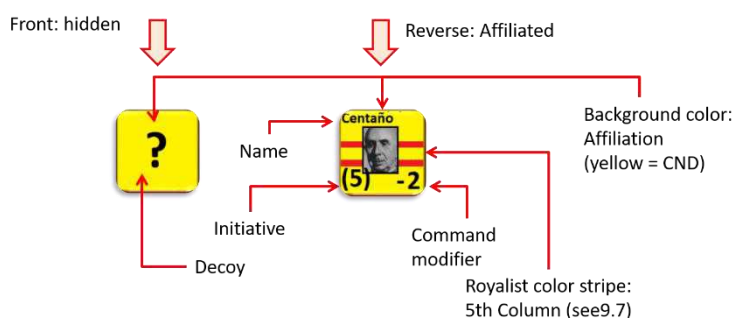 Front: hidden
Reverse: Affiliated
Background color:
Affiliation
(yellow = CND)
?
Centaño
(5) -2
Name
Initiative
Decoy
Command
modifier
Royalist color stripe:
5th Column (see9.7)